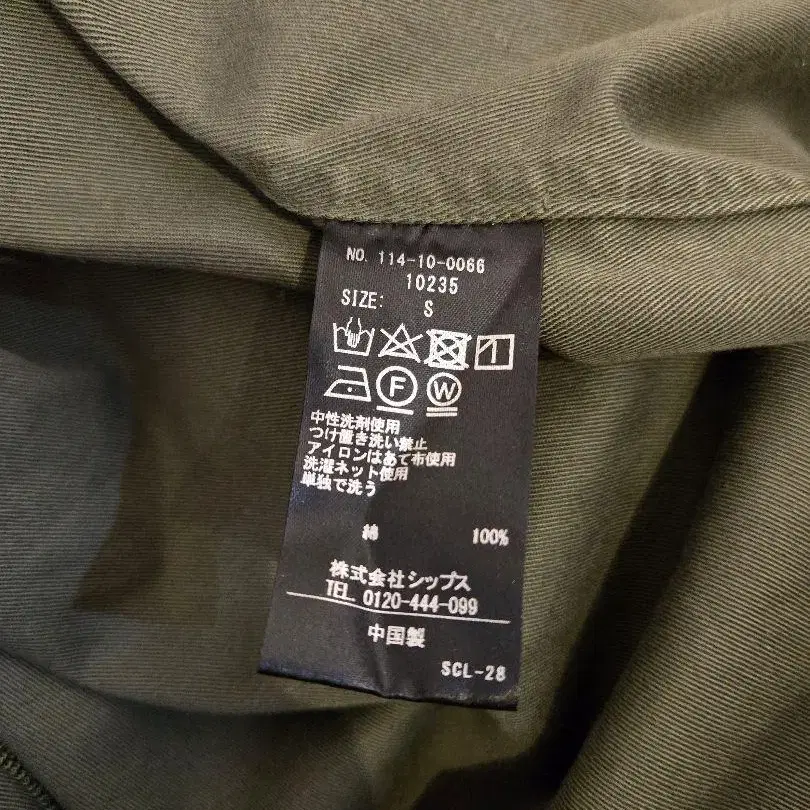 NO. 114-10-0066
10235
SIZE: S
F W
中性洗剤使用
つけ置き洗い禁止
アイロンはあて布使用
洗濯ネット使用
単独で洗う
綿 100%
株式会社シップス
TEL 0120-444-099
中国製
SCL-28